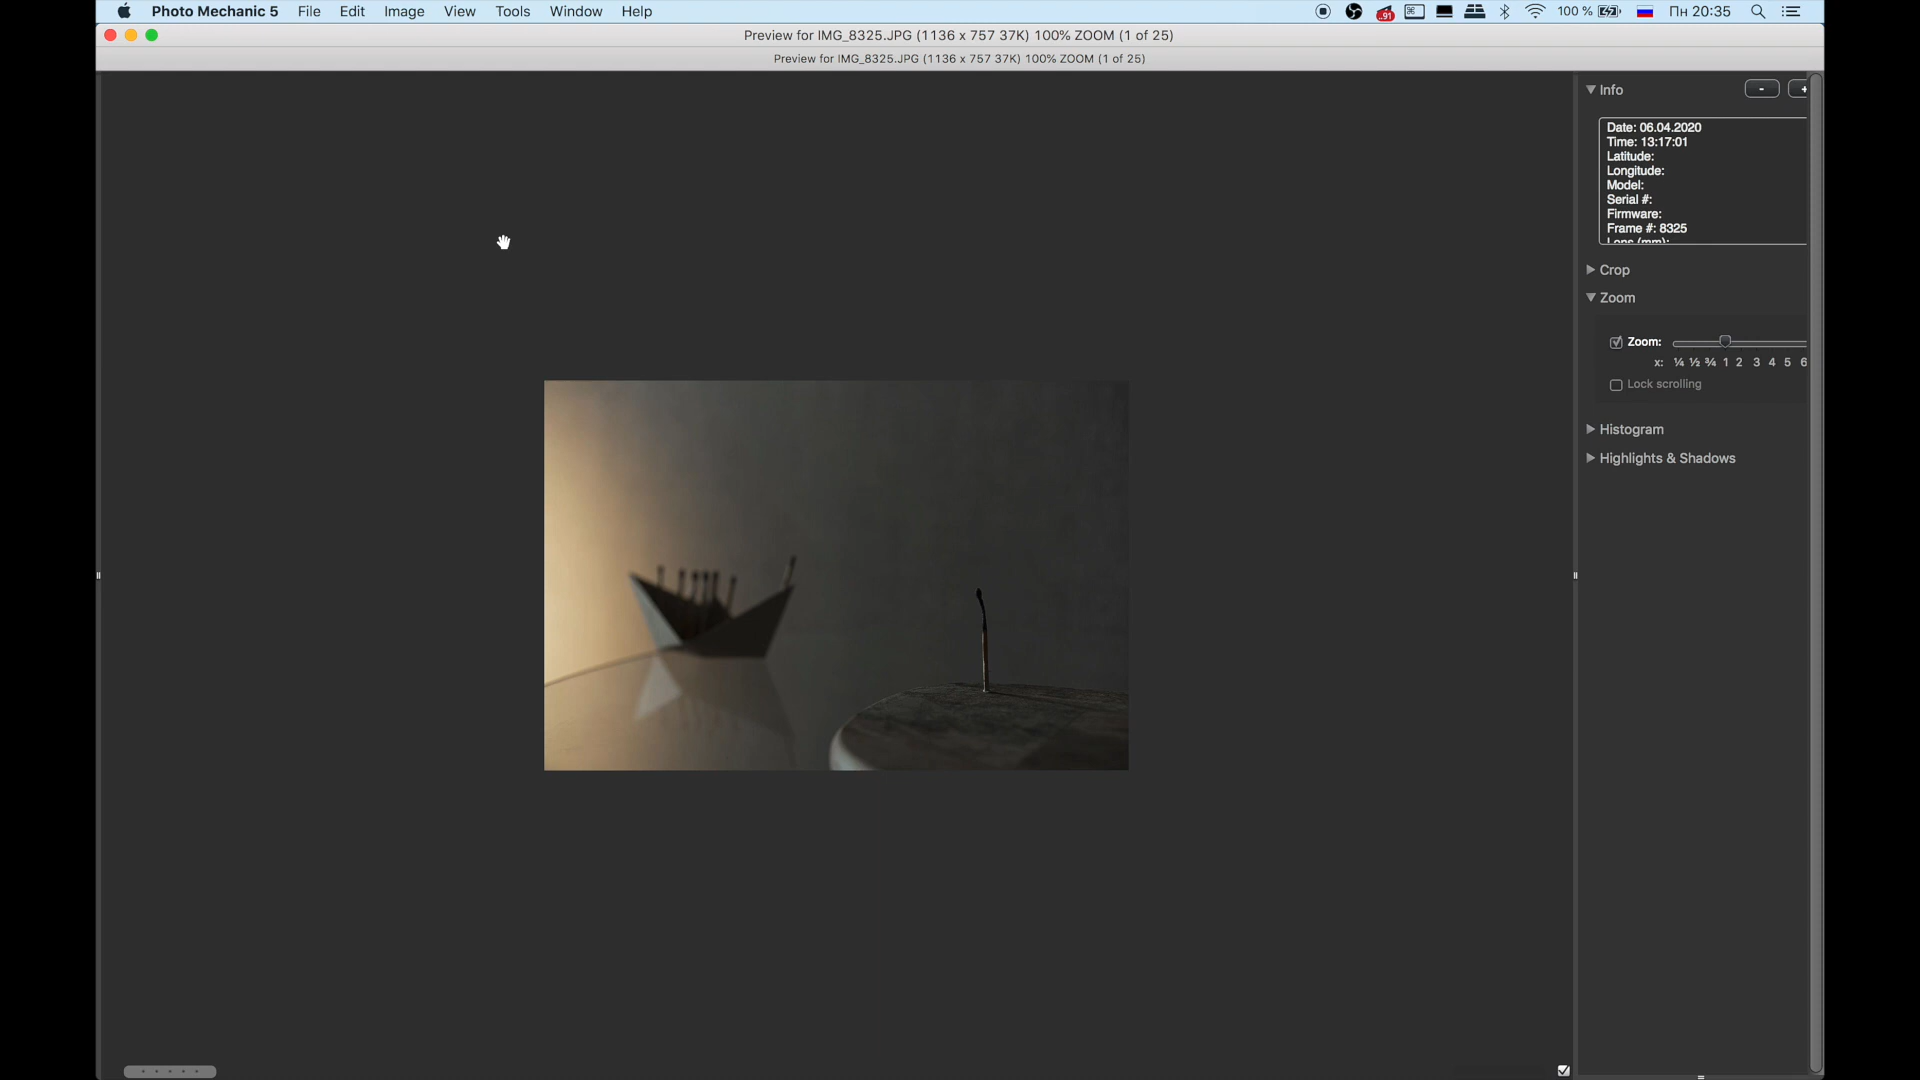 Photo Mechanic 5 File Edit Image View Tools Window Help ..91 100 % Пн 20:35
Preview for IMG_8325.JPG (1136 x 757 37K) 100% ZOOM (1 of 25)
Preview for IMG_8325.JPG (1136 x 757 37K) 100% ZOOM (1 of 25)
Info - +
Date: 06.04.2020
Time: 13:17:01
Latitude:
Longitude:
Model:
Serial #:
Firmware:
Frame #: 8325
Lens (mm):
Crop
Zoom
Zoom:
x: ¼ ½ ¾ 1 2 3 4 5 6
Lock scrolling
Histogram
Highlights & Shadows